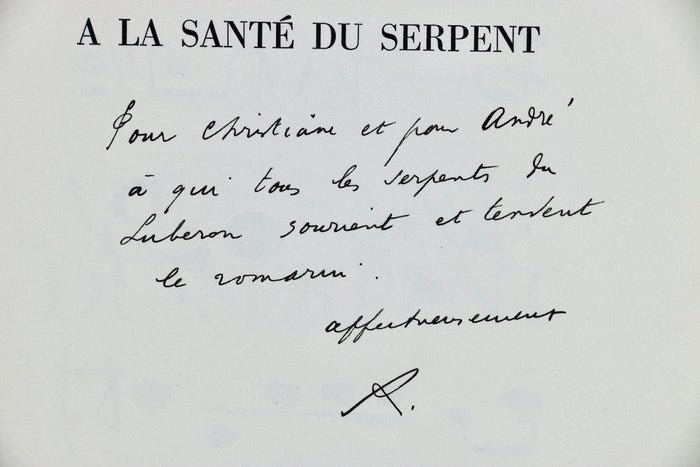 A LA SANTÉ DU SERPENT
Pour Christiane et pour André
à qui tous les serpents du
Luberon sourient et tendent
le romarin.
affectueusement
R.